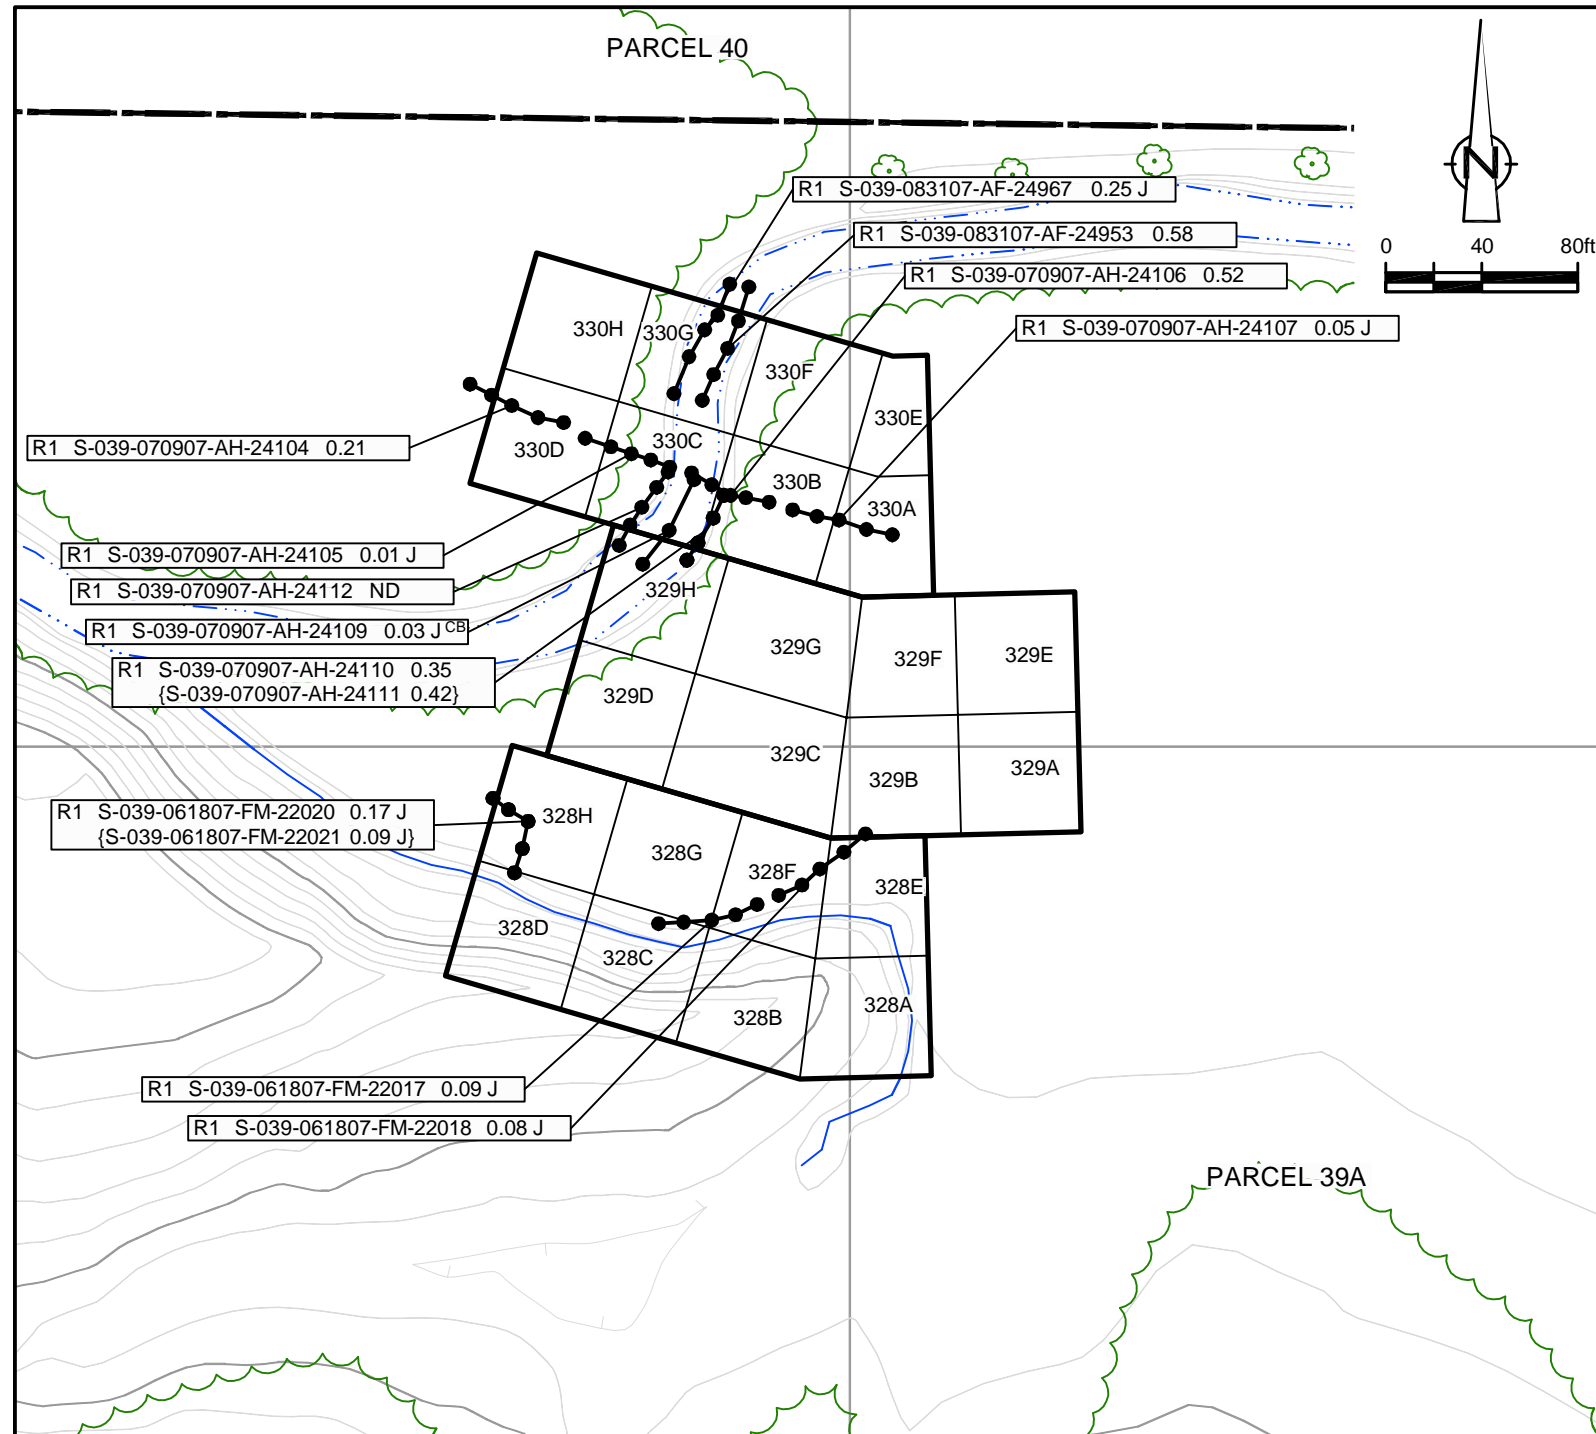 PARCEL 40
N
0 40 80ft
R1 S-039-083107-AF-24967 0.25 J
R1 S-039-083107-AF-24953 0.58
R1 S-039-070907-AH-24106 0.52
R1 S-039-070907-AH-24107 0.05 J
330H
330G
330F
330E
330D
330C
330B
330A
R1 S-039-070907-AH-24104 0.21
R1 S-039-070907-AH-24105 0.01 J
R1 S-039-070907-AH-24112 ND
R1 S-039-070907-AH-24109 0.03 J CB
R1 S-039-070907-AH-24110 0.35
{S-039-070907-AH-24111 0.42}
329H
329G
329F
329E
329D
329C
329B
329A
R1 S-039-061807-FM-22020 0.17 J
{S-039-061807-FM-22021 0.09 J}
328H
328G
328F
328E
328D
328C
328B
328A
R1 S-039-061807-FM-22017 0.09 J
R1 S-039-061807-FM-22018 0.08 J
PARCEL 39A